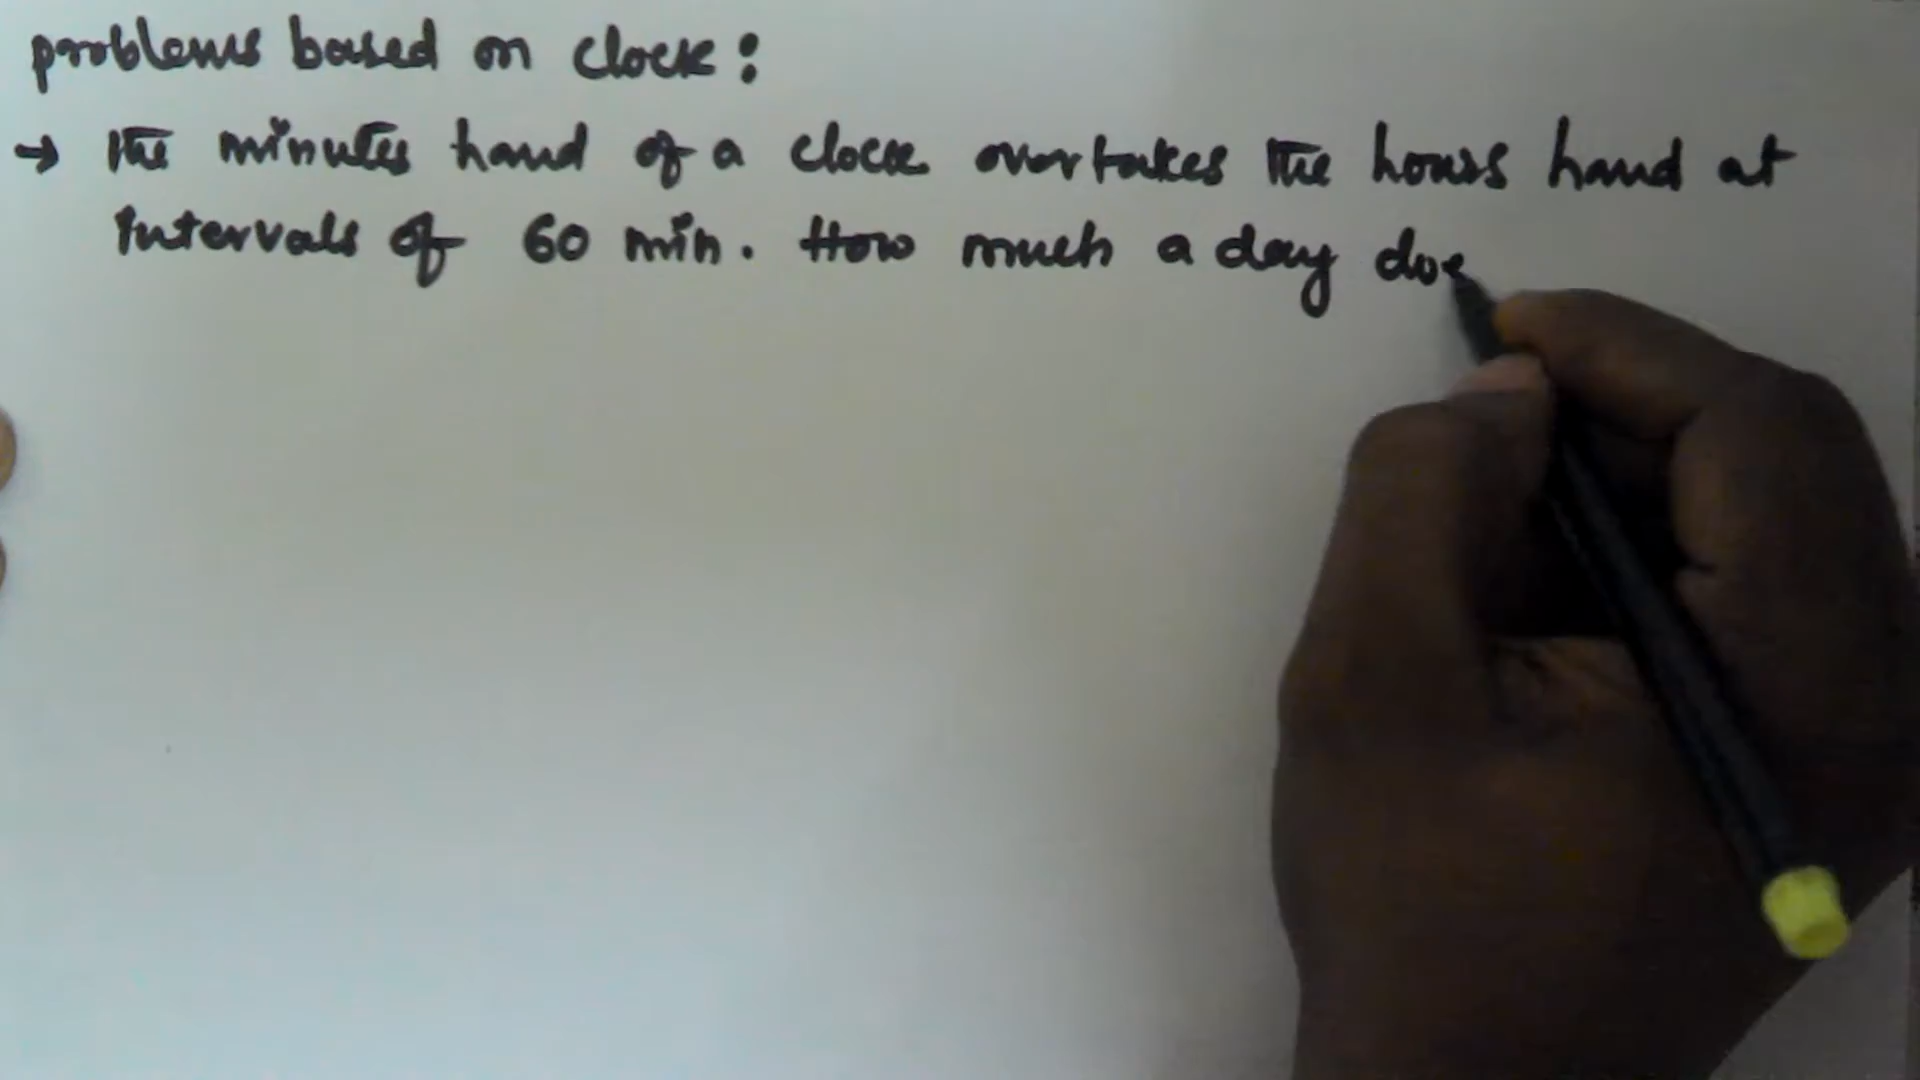 problems based on clock:
→ The minutes hand of a clock overtakes the hours hand at
intervals of 60 min. How much a day doe